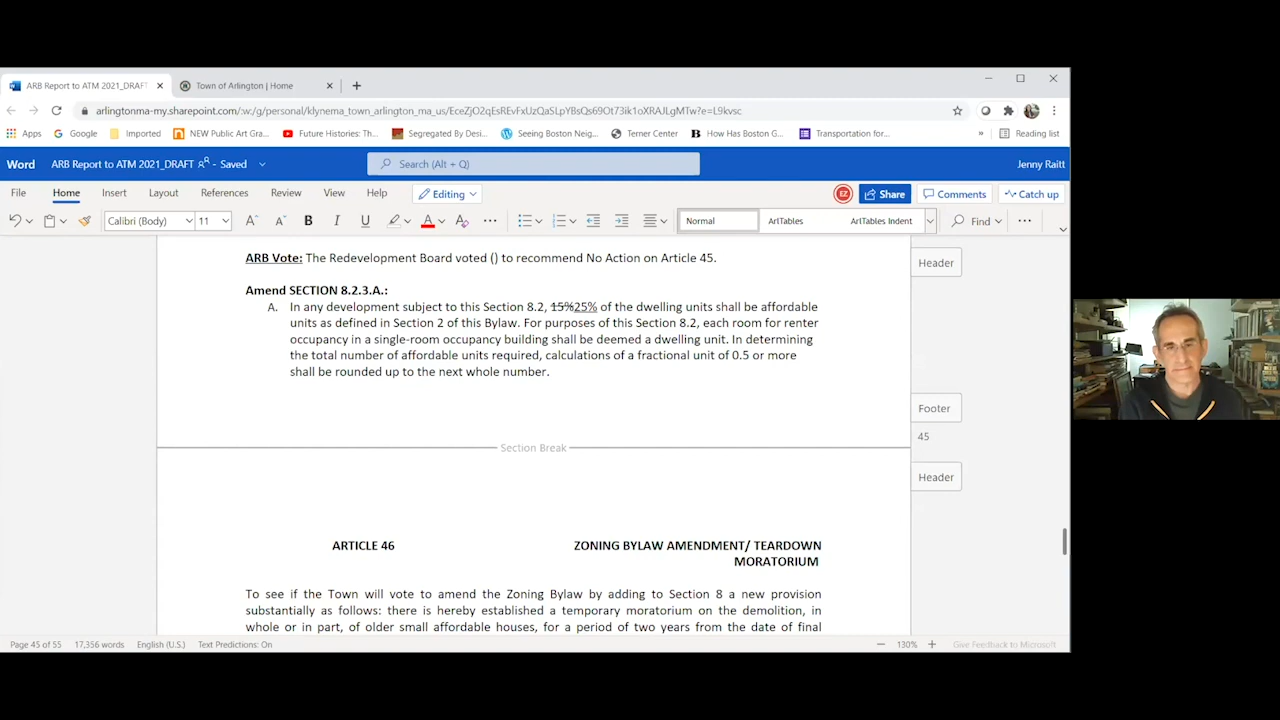 ARB Report to ATM 2021_DRAFT
Town of Arlington | Home
arlingtonma-my.sharepoint.com/:w:/g/personal/klynema_town_arlington_ma_us/EceZjO2qEsREvFxUzQaSLpYBsQs69Ot73ik1oXRAJLgMTw?e=L9kvsc
Apps Google Imported NEW Public Art Gra... Future Histories: Th... Segregated By Desi... Seeing Boston Neig... Terner Center How Has Boston G... Transportation for... » Reading list
Word ARB Report to ATM 2021_DRAFT - Saved Search (Alt + Q) Jenny Raitt
File Home Insert Layout References Review View Help Editing EZ Share Comments Catch up
Calibri (Body) 11 B I U A Normal ArlTables ArlTables Indent Find
ARB Vote: The Redevelopment Board voted () to recommend No Action on Article 45.
Header
Amend SECTION 8.2.3.A.:
A. In any development subject to this Section 8.2, 15%25% of the dwelling units shall be affordable
units as defined in Section 2 of this Bylaw. For purposes of this Section 8.2, each room for renter
occupancy in a single-room occupancy building shall be deemed a dwelling unit. In determining
the total number of affordable units required, calculations of a fractional unit of 0.5 or more
shall be rounded up to the next whole number.
Footer
45
Section Break
Header
ARTICLE 46 ZONING BYLAW AMENDMENT/ TEARDOWN
MORATORIUM
To see if the Town will vote to amend the Zoning Bylaw by adding to Section 8 a new provision
substantially as follows: there is hereby established a temporary moratorium on the demolition, in
whole or in part, of older small affordable houses, for a period of two years from the date of final
Page 45 of 55 17,356 words English (U.S.) Text Predictions: On 130% Give Feedback to Microsoft